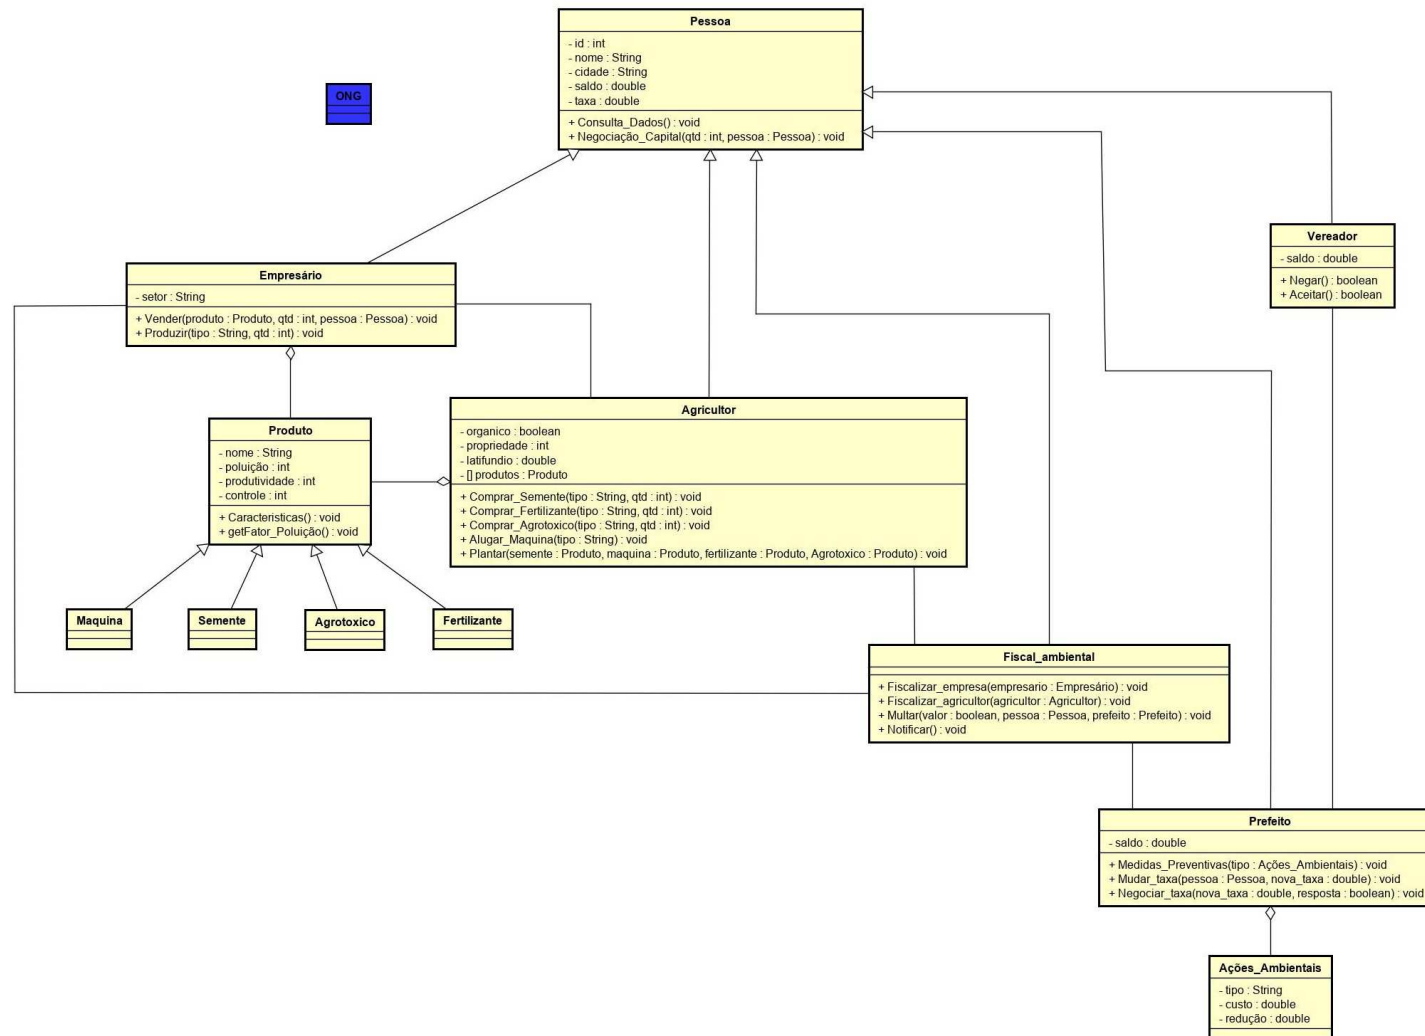 Pessoa
- id : int
- nome : String
- cidade : String
- saldo : double
- taxa : double
+ Consulta_Dados() : void
+ Negociação_Capital(qtd : int, pessoa : Pessoa) : void
ONG
Vereador
- saldo : double
+ Negar() : boolean
+ Aceitar() : boolean
Empresário
- setor : String
+ Vender(produto : Produto, qtd : int, pessoa : Pessoa) : void
+ Produzir(tipo : String, qtd : int) : void
Produto
- nome : String
- poluição : int
- produtividade : int
- controle : int
+ Caracteristicas() : void
+ getFator_Poluição() : void
Agricultor
- organico : boolean
- propriedade : int
- latifundio : double
- [] produtos : Produto
+ Comprar_Semente(tipo : String, qtd : int) : void
+ Comprar_Fertilizante(tipo : String, qtd : int) : void
+ Comprar_Agrotoxico(tipo : String, qtd : int) : void
+ Alugar_Maquina(tipo : String) : void
+ Plantar(semente : Produto, maquina : Produto, fertilizante : Produto, Agrotoxico : Produto) : void
Maquina
Semente
Agrotoxico
Fertilizante
Fiscal_ambiental
+ Fiscalizar_empresa(empresario : Empresário) : void
+ Fiscalizar_agricultor(agricultor : Agricultor) : void
+ Multar(valor : boolean, pessoa : Pessoa, prefeito : Prefeito) : void
+ Notificar() : void
Prefeito
- saldo : double
+ Medidas_Preventivas(tipo : Ações_Ambientais) : void
+ Mudar_taxa(pessoa : Pessoa, nova_taxa : double) : void
+ Negociar_taxa(nova_taxa : double, resposta : boolean) : void
Ações_Ambientais
- tipo : String
- custo : double
- redução : double